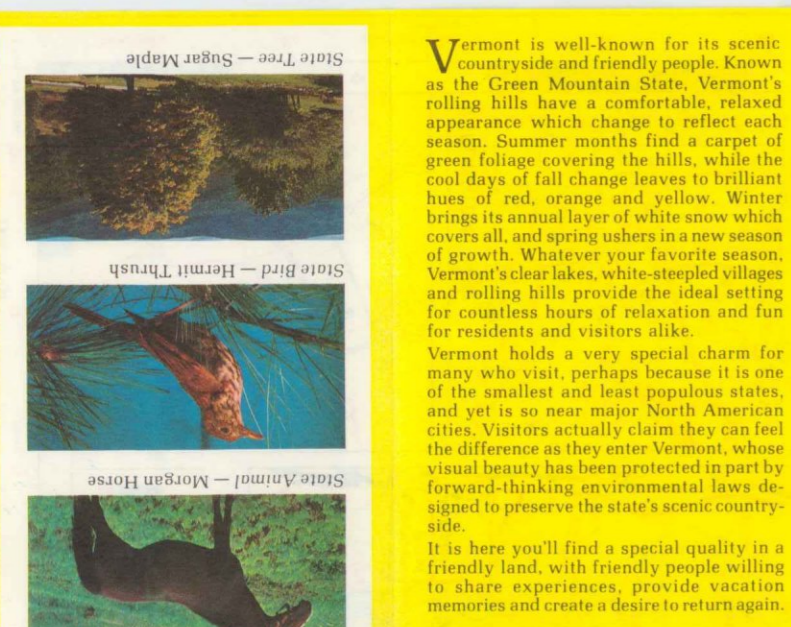 State Tree — Sugar Maple
State Bird — Hermit Thrush
State Animal — Morgan Horse
Vermont is well-known for its scenic
countryside and friendly people. Known
as the Green Mountain State, Vermont's
rolling hills have a comfortable, relaxed
appearance which change to reflect each
season. Summer months find a carpet of
green foliage covering the hills, while the
cool days of fall change leaves to brilliant
hues of red, orange and yellow. Winter
brings its annual layer of white snow which
covers all, and spring ushers in a new season
of growth. Whatever your favorite season,
Vermont's clear lakes, white-steepled villages
and rolling hills provide the ideal setting
for countless hours of relaxation and fun
for residents and visitors alike.
Vermont holds a very special charm for
many who visit, perhaps because it is one
of the smallest and least populous states,
and yet is so near major North American
cities. Visitors actually claim they can feel
the difference as they enter Vermont, whose
visual beauty has been protected in part by
forward-thinking environmental laws de-
signed to preserve the state's scenic country-
side.
It is here you'll find a special quality in a
friendly land, with friendly people willing
to share experiences, provide vacation
memories and create a desire to return again.